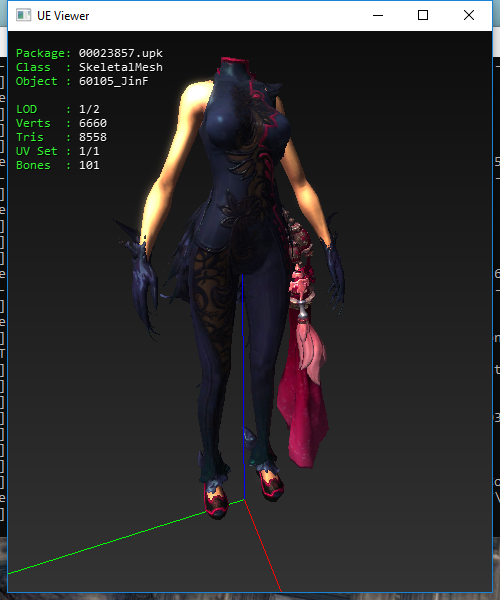 UE Viewer
Package: 00023857.upk
Class : SkeletalMesh
Object : 60105_JinF
LOD : 1/2
Verts : 6660
Tris : 8558
UV Set : 1/1
Bones : 101